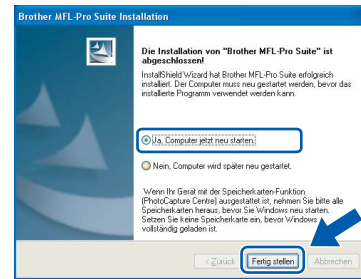 Brother MFL-Pro Suite Installation
Die Installation von "Brother MFL-Pro Suite" ist
abgeschlossen!
InstallShield Wizard hat Brother MFL-Pro Suite erfolgreich
installiert. Der Computer muss neu gestartet werden, bevor das
installierte Programm verwendet werden kann.
Ja, Computer jetzt neu starten.
Nein, Computer wird später neu gestartet.
Wenn Ihr Gerät mit der Speicherkarten-Funktion
(PhotoCapture Centre) ausgestattet ist, nehmen Sie bitte alle
Speicherkarten heraus, bevor Sie Windows neu starten.
Setzen Sie keine Speicherkarte ein, bevor Windows
vollständig geladen ist.
< Zurück Fertig stellen Abbrechen